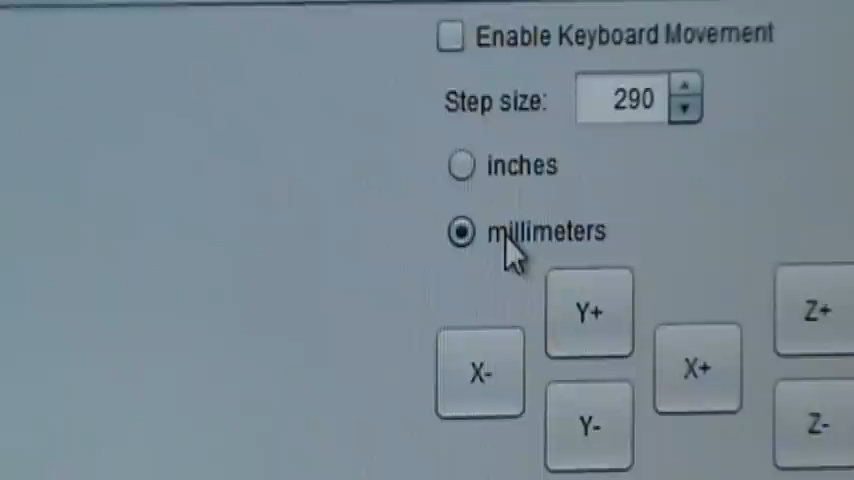 Enable Keyboard Movement
Step size: 290
inches
millimeters
Y+
Z+
X-
X+
Y-
Z-